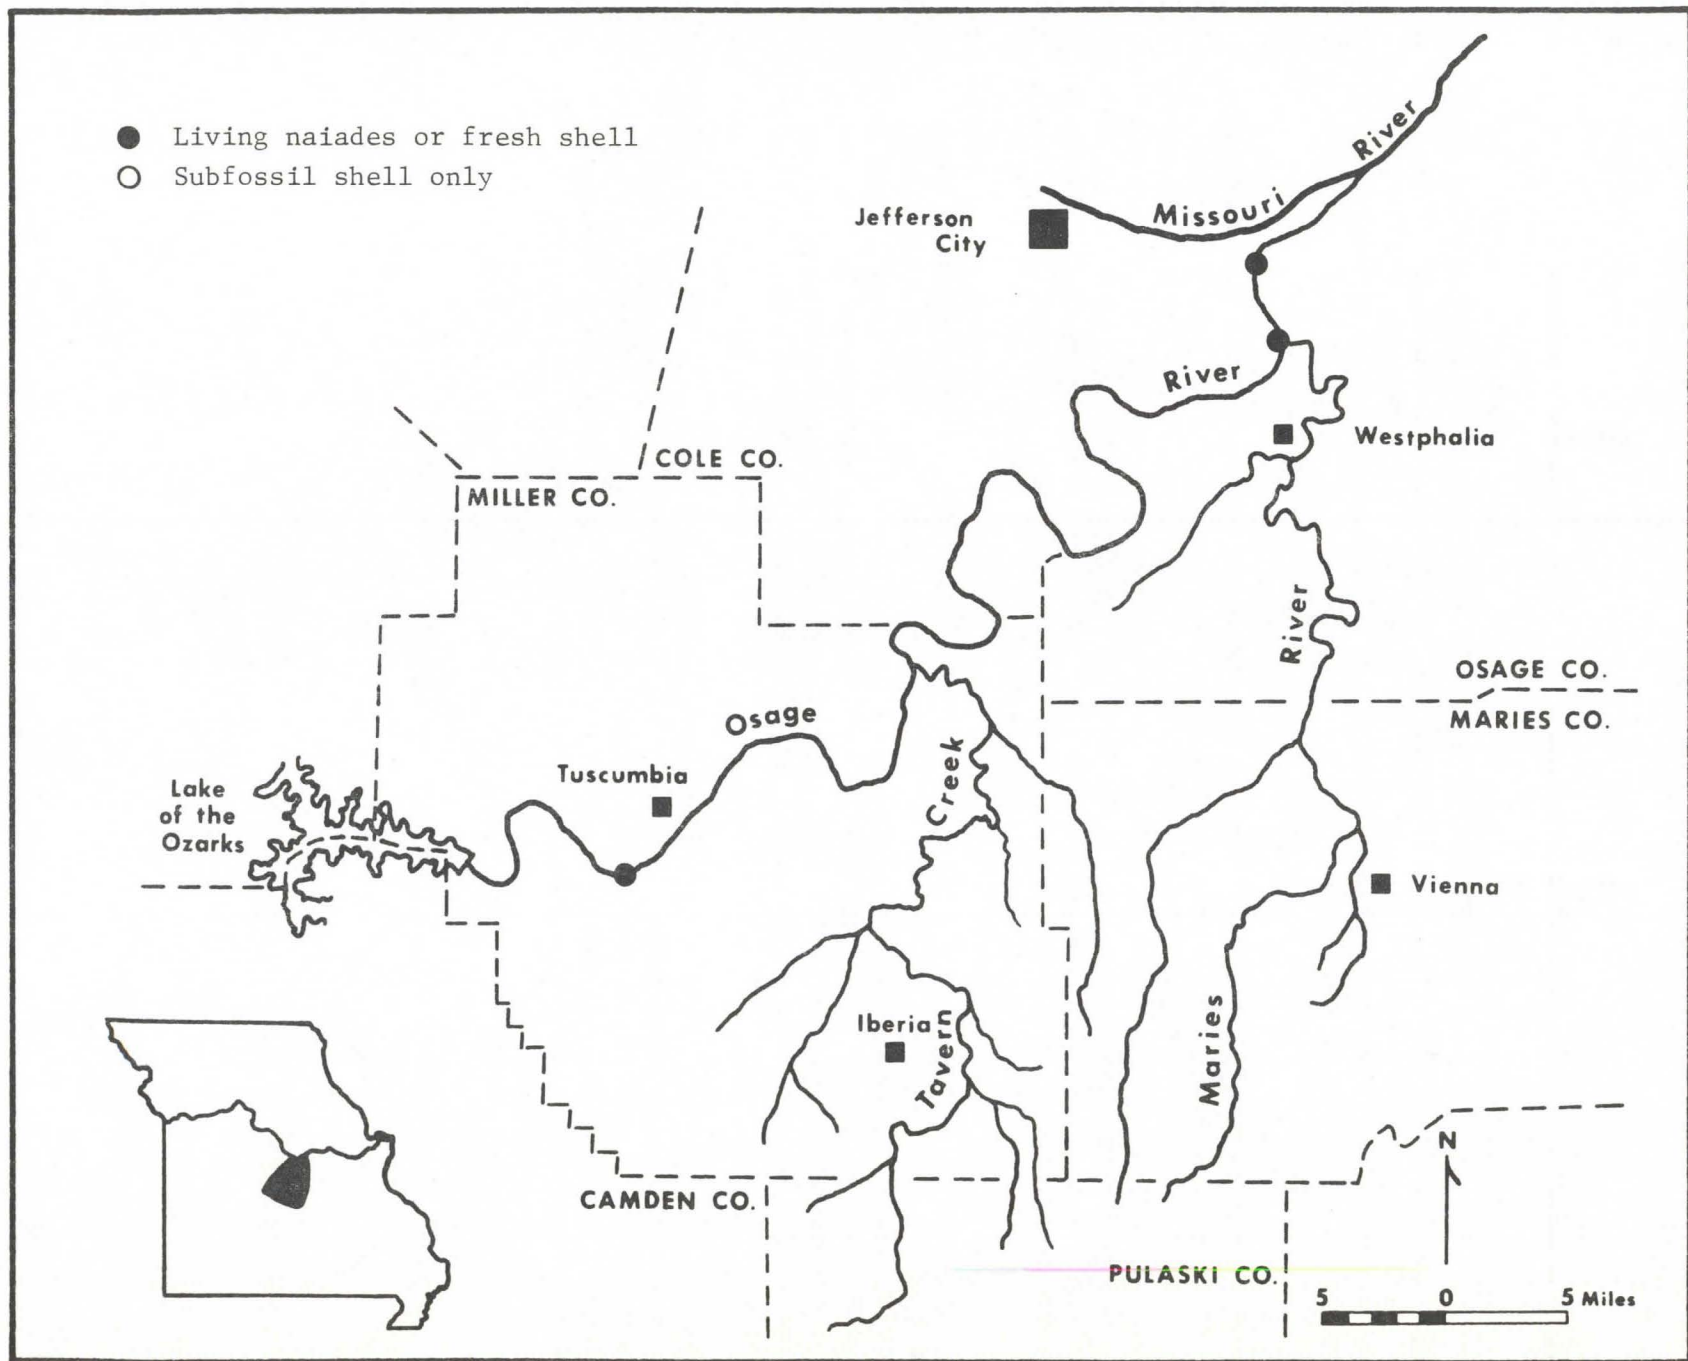 Living naiades or fresh shell
Subfossil shell only
River
Missouri
Jefferson
City
River
Westphalia
COLE CO.
MILLER CO.
River
OSAGE CO.
MARIES CO.
Osage
Creek
Tuscumbia
Lake
of the
Ozarks
Vienna
Iberia
Tavern
Maries
N
CAMDEN CO.
PULASKI CO.
5 0 5 Miles